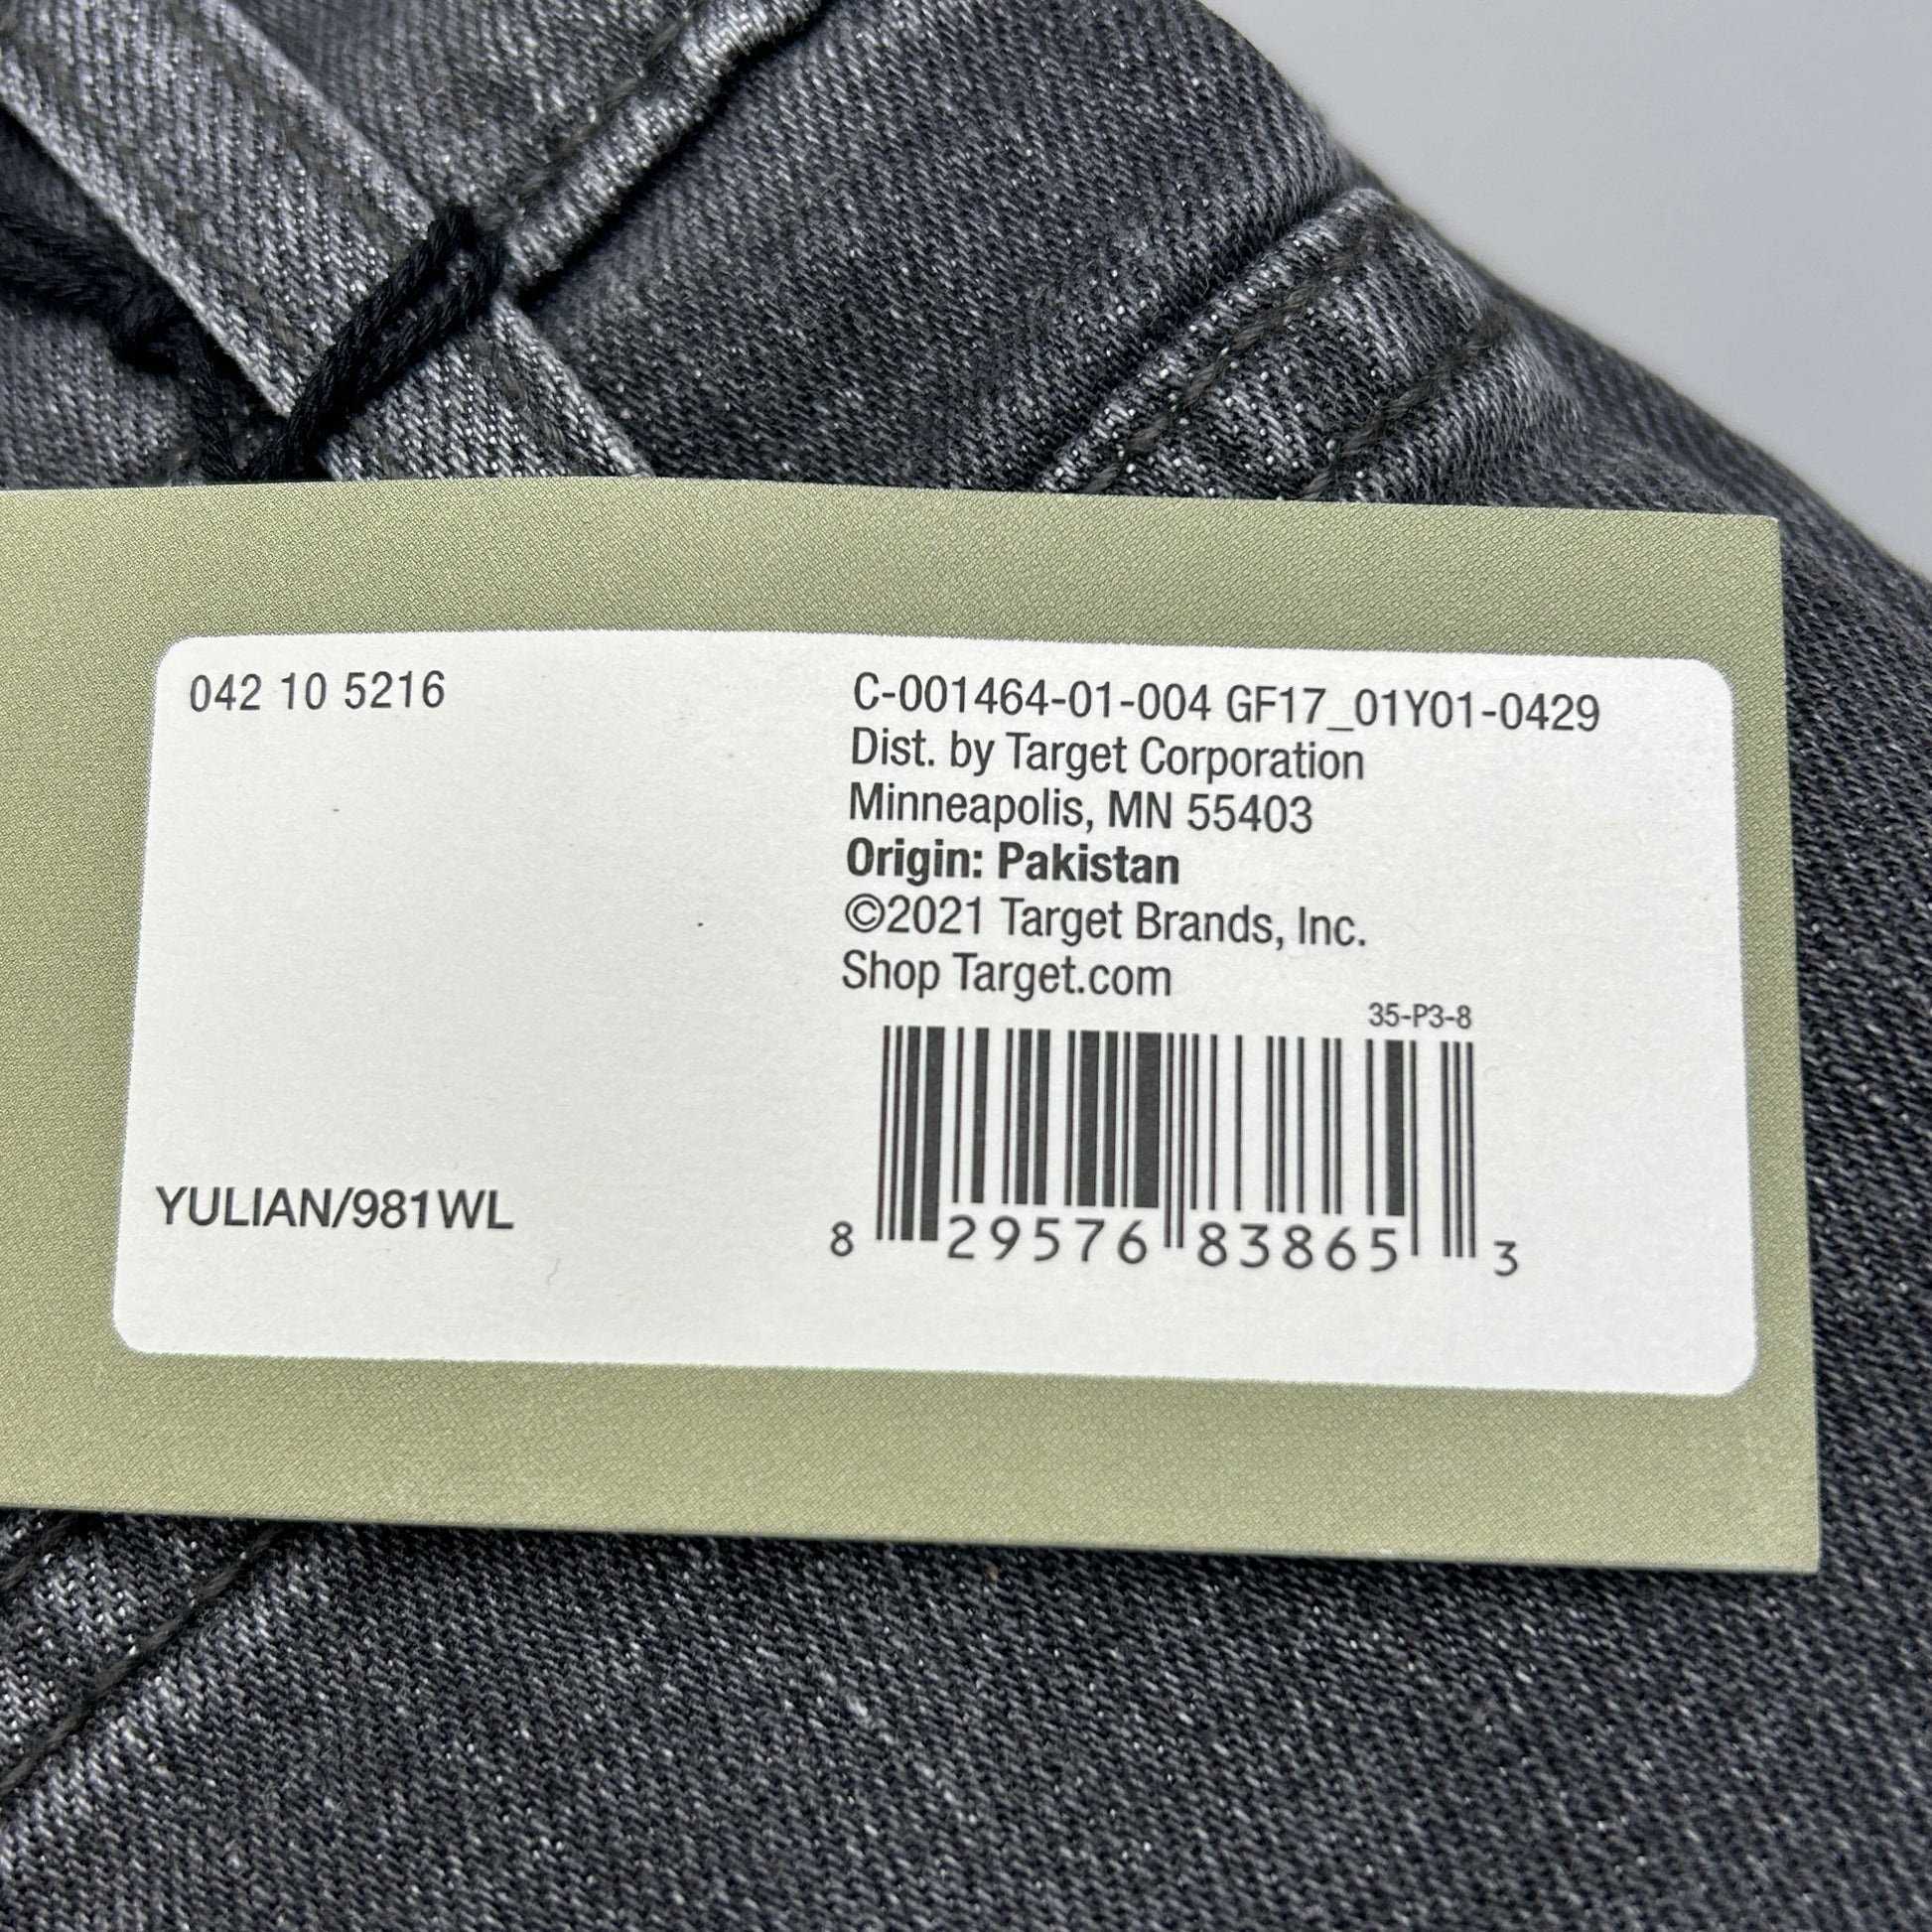 042 10 5216
C-001464-01-004 GF17_01Y01-0429
Dist. by Target Corporation
Minneapolis, MN 55403
Origin: Pakistan
©2021 Target Brands, Inc.
Shop Target.com
35-P3-8
YULIAN/981WL
8 29576 83865 3